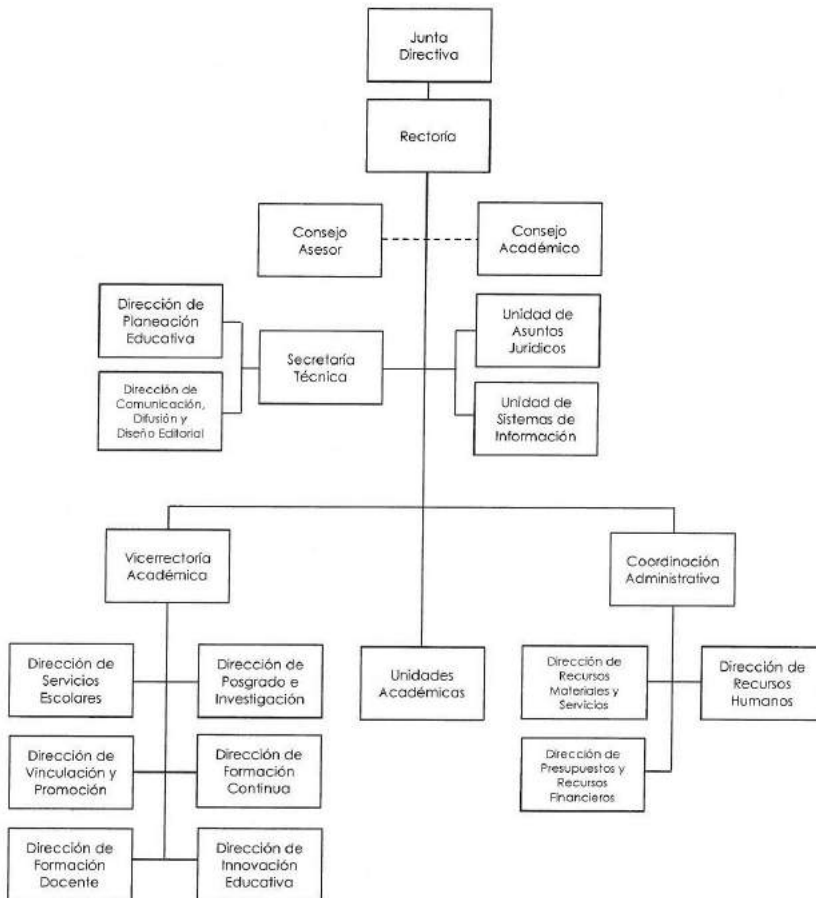 Junta
Directiva
Rectoría
Consejo
Asesor
Consejo
Académico
Dirección de
Planeación
Educativa
Dirección de
Comunicación,
Difusión y
Diseño Editorial
Secretaría
Técnica
Unidad de
Asuntos
Jurídicos
Unidad de
Sistemas de
Información
Vicerrectoría
Académica
Coordinación
Administrativa
Dirección de
Servicios
Escolares
Dirección de
Posgrado e
Investigación
Unidades
Académicas
Dirección de
Recursos
Materiales y
Servicios
Dirección de
Recursos
Humanos
Dirección de
Vinculación y
Promoción
Dirección de
Formación
Continua
Dirección de
Presupuestos y
Recursos
Financieros
Dirección de
Formación
Docente
Dirección de
Innovación
Educativa